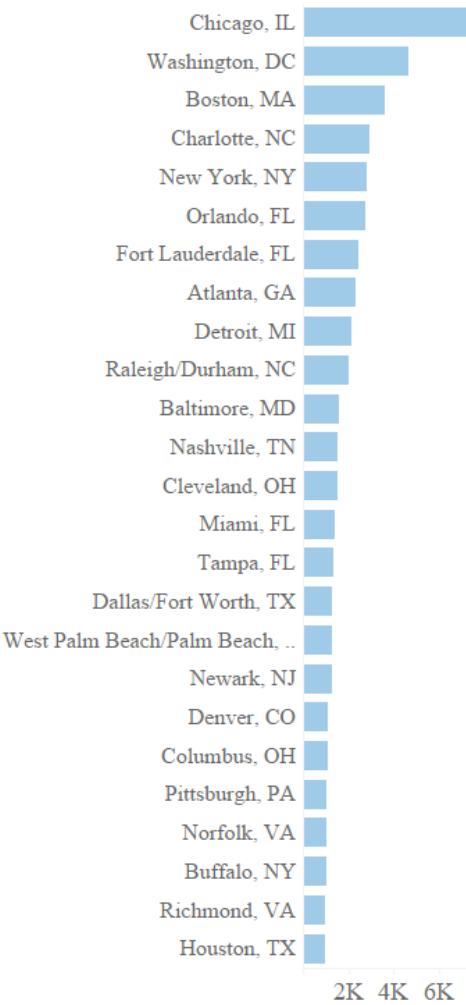 Chicago, IL
Washington, DC
Boston, MA
Charlotte, NC
New York, NY
Orlando, FL
Fort Lauderdale, FL
Atlanta, GA
Detroit, MI
Raleigh/Durham, NC
Baltimore, MD
Nashville, TN
Cleveland, OH
Miami, FL
Tampa, FL
Dallas/Fort Worth, TX
West Palm Beach/Palm Beach, ..
Newark, NJ
Denver, CO
Columbus, OH
Pittsburgh, PA
Norfolk, VA
Buffalo, NY
Richmond, VA
Houston, TX
2K 4K 6K